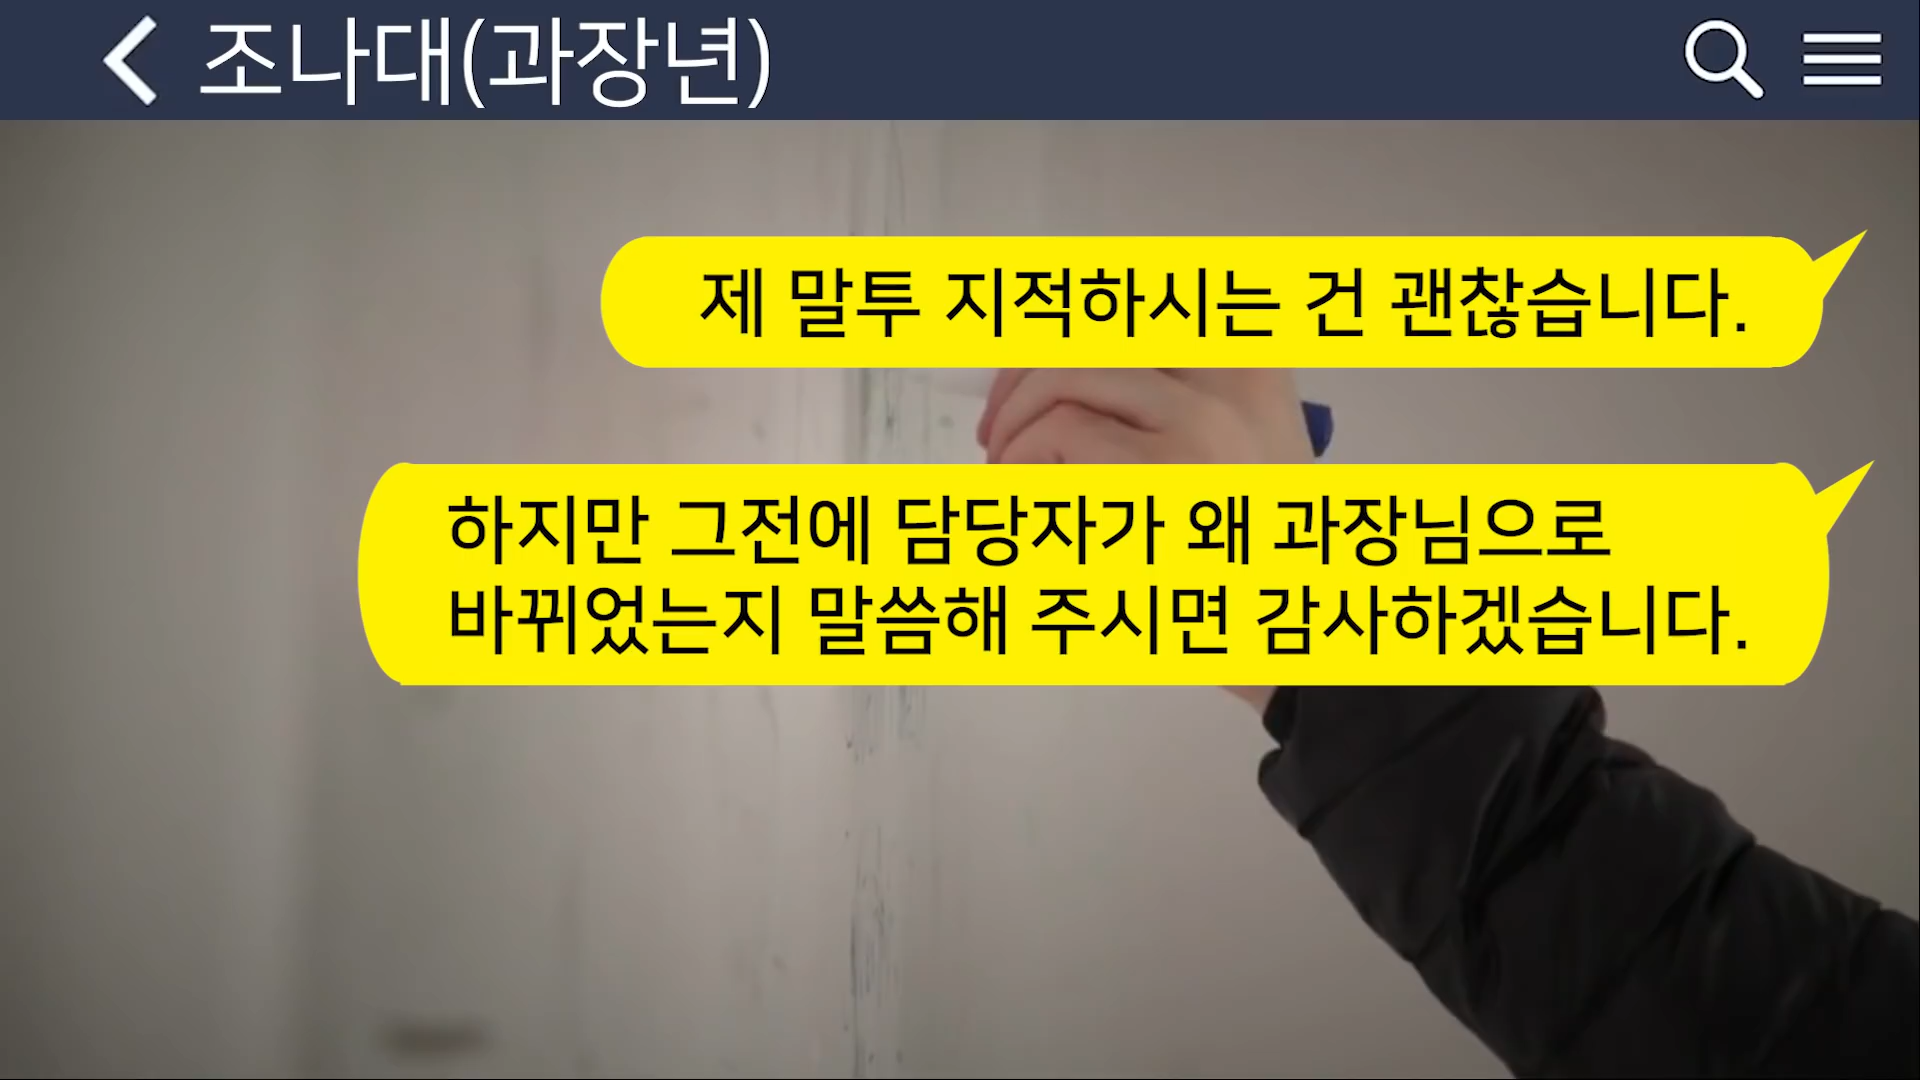 조나대(과장년)
제 말투 지적하시는 건 괜찮습니다.
하지만 그전에 담당자가 왜 과장님으로
바뀌었는지 말씀해 주시면 감사하겠습니다.